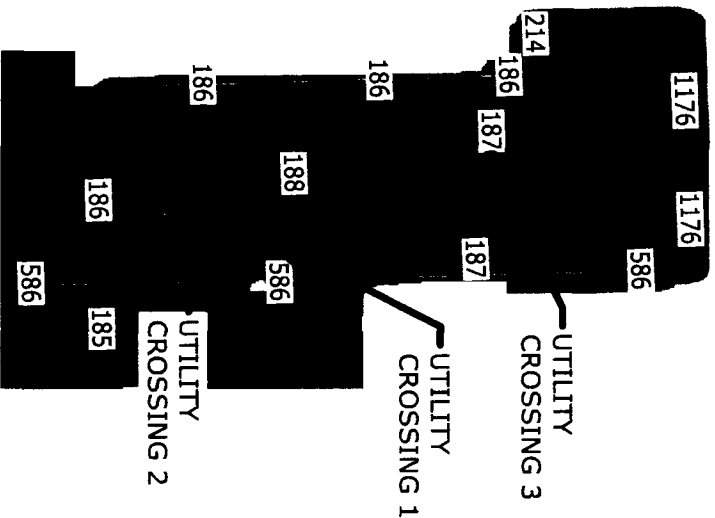 1176 1176
586
214
UTILITY
CROSSING 3
186
187 187
UTILITY
CROSSING 1
186
188 586
186
UTILITY
CROSSING 2
186 185
586